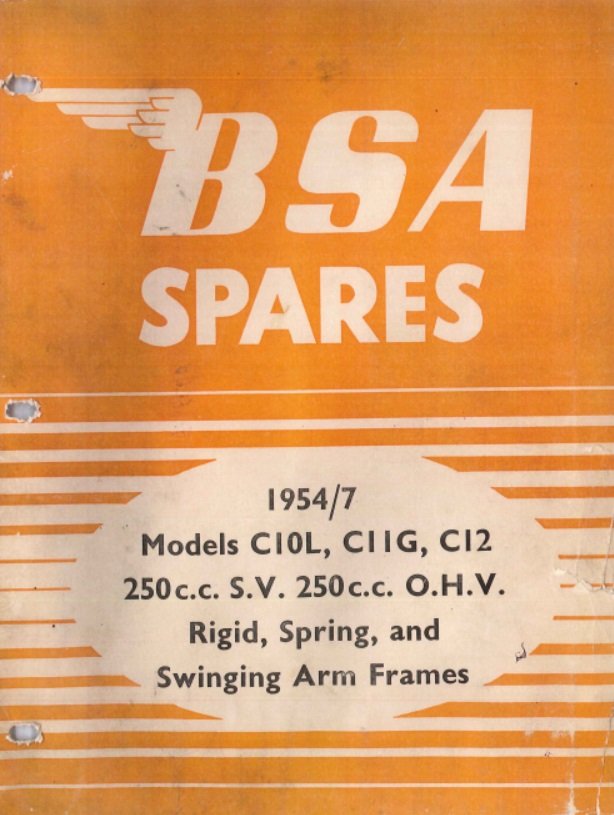 BSA
SPARES
1954/7
Models C10L, C11G, C12
250 c.c. S.V. 250 c.c. O.H.V.
Rigid, Spring, and
Swinging Arm Frames